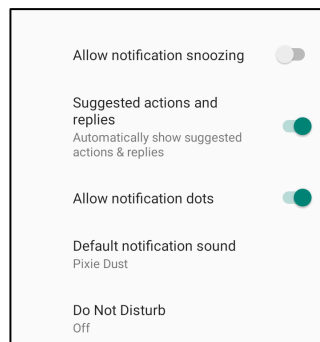 Allow notification snoozing
Suggested actions and
replies
Automatically show suggested
actions & replies
Allow notification dots
Default notification sound
Pixie Dust
Do Not Disturb
Off